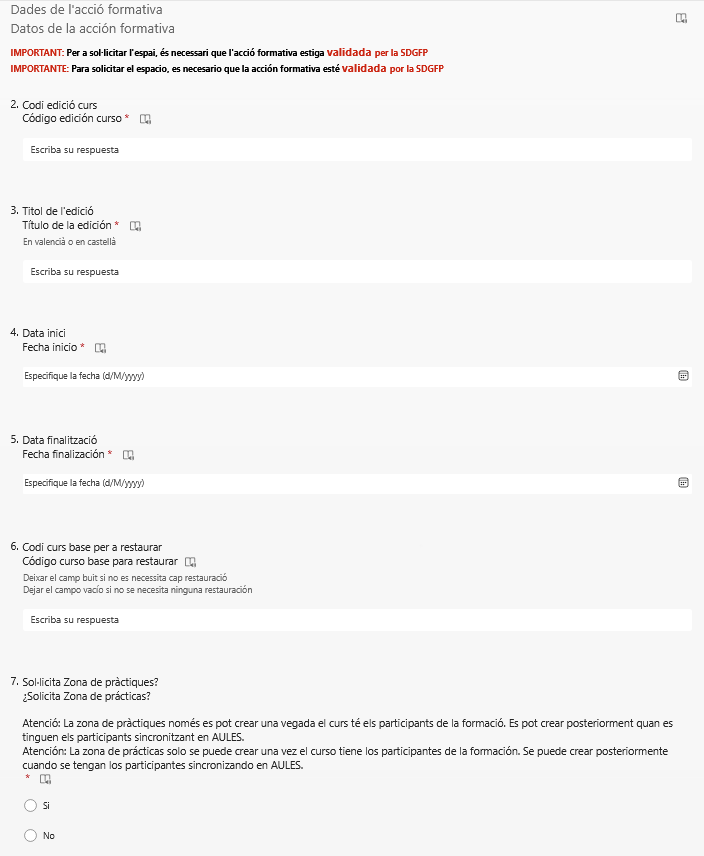 Dades de l'acció formativa
Datos de la acción formativa
IMPORTANT: Per a sol·licitar l'espai, és necessari que l'acció formativa estiga validada per la SDGFP
IMPORTANTE: Para solicitar el espacio, es necesario que la acción formativa esté validada por la SDGFP
2. Codi edició curs
Código edición curso *
Escriba su respuesta
3. Titol de l'edició
Título de la edición *
En valencià o en castellà
Escriba su respuesta
4. Data inici
Fecha inicio *
Especifique la fecha (d/M/yyyy)
5. Data finalització
Fecha finalización *
Especifique la fecha (d/M/yyyy)
6. Codi curs base per a restaurar
Código curso base para restaurar
Deixar el camp buit si no es necessita cap restauració
Dejar el campo vacío si no se necesita ninguna restauración
Escriba su respuesta
7. Sol·licita Zona de pràctiques?
¿Solicita Zona de prácticas?
Atenció: La zona de pràctiques només es pot crear una vegada el curs té els participants de la formació. Es pot crear posteriorment quan es
tinguen els participants sincronitzant en AULES.
Atención: La zona de prácticas solo se puede crear una vez el curso tiene los participantes de la formación. Se puede crear posteriormente
cuando se tengan los participantes sincronizando en AULES.
*
Si
No